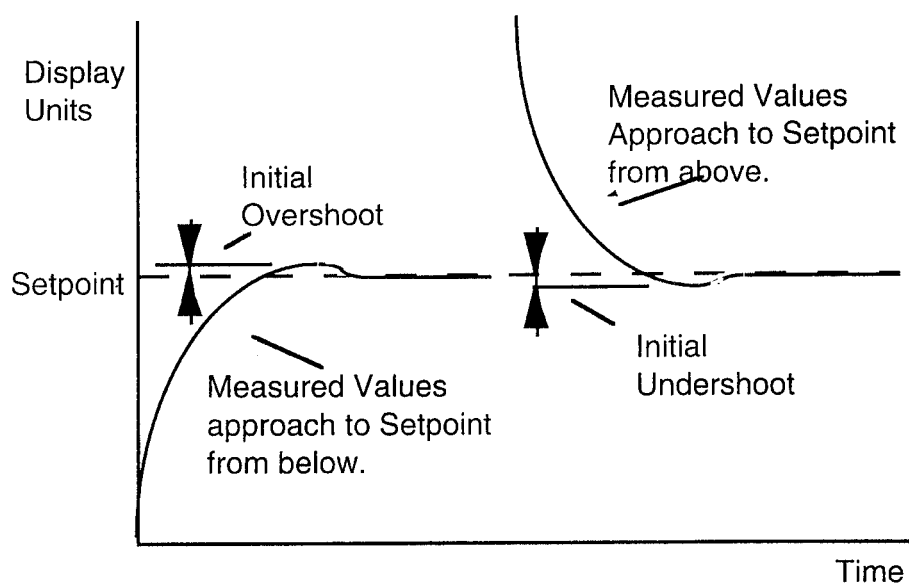 Display
Units
Initial
Overshoot
Setpoint
Measured Values
approach to Setpoint
from below.
Measured Values
Approach to Setpoint
from above.
Initial
Undershoot
Time